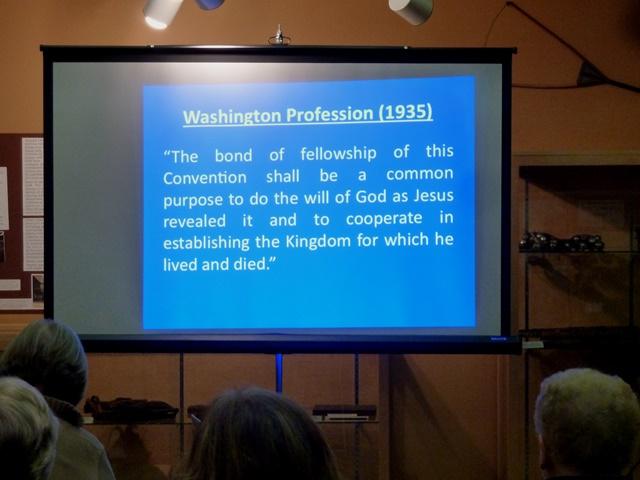 Washington Profession (1935)
“The bond of fellowship of this
Convention shall be a common
purpose to do the will of God as Jesus
revealed it and to cooperate in
establishing the Kingdom for which he
lived and died.”